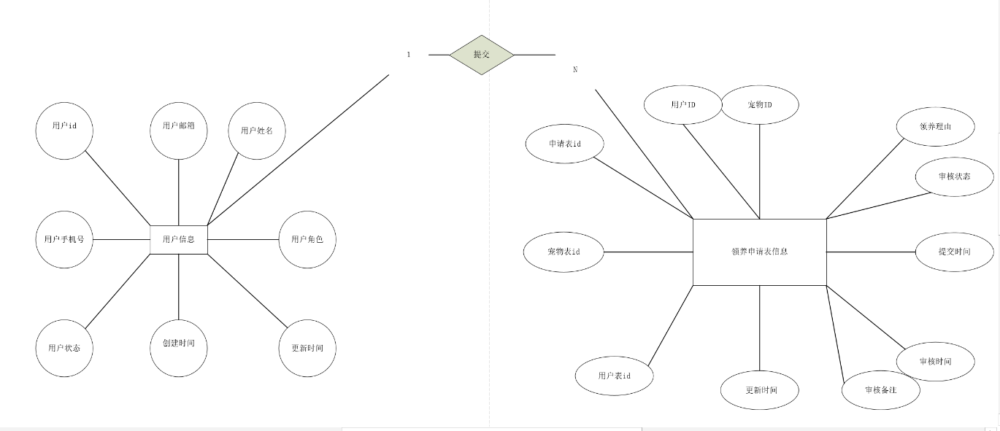 提交
1
N
用户id
用户邮箱
用户姓名
用户手机号
用户信息
用户角色
用户状态
创建时间
更新时间
用户ID
宠物ID
领养理由
申请表id
审核状态
宠物表id
领养申请表信息
提交时间
用户表id
更新时间
审核备注
审核时间